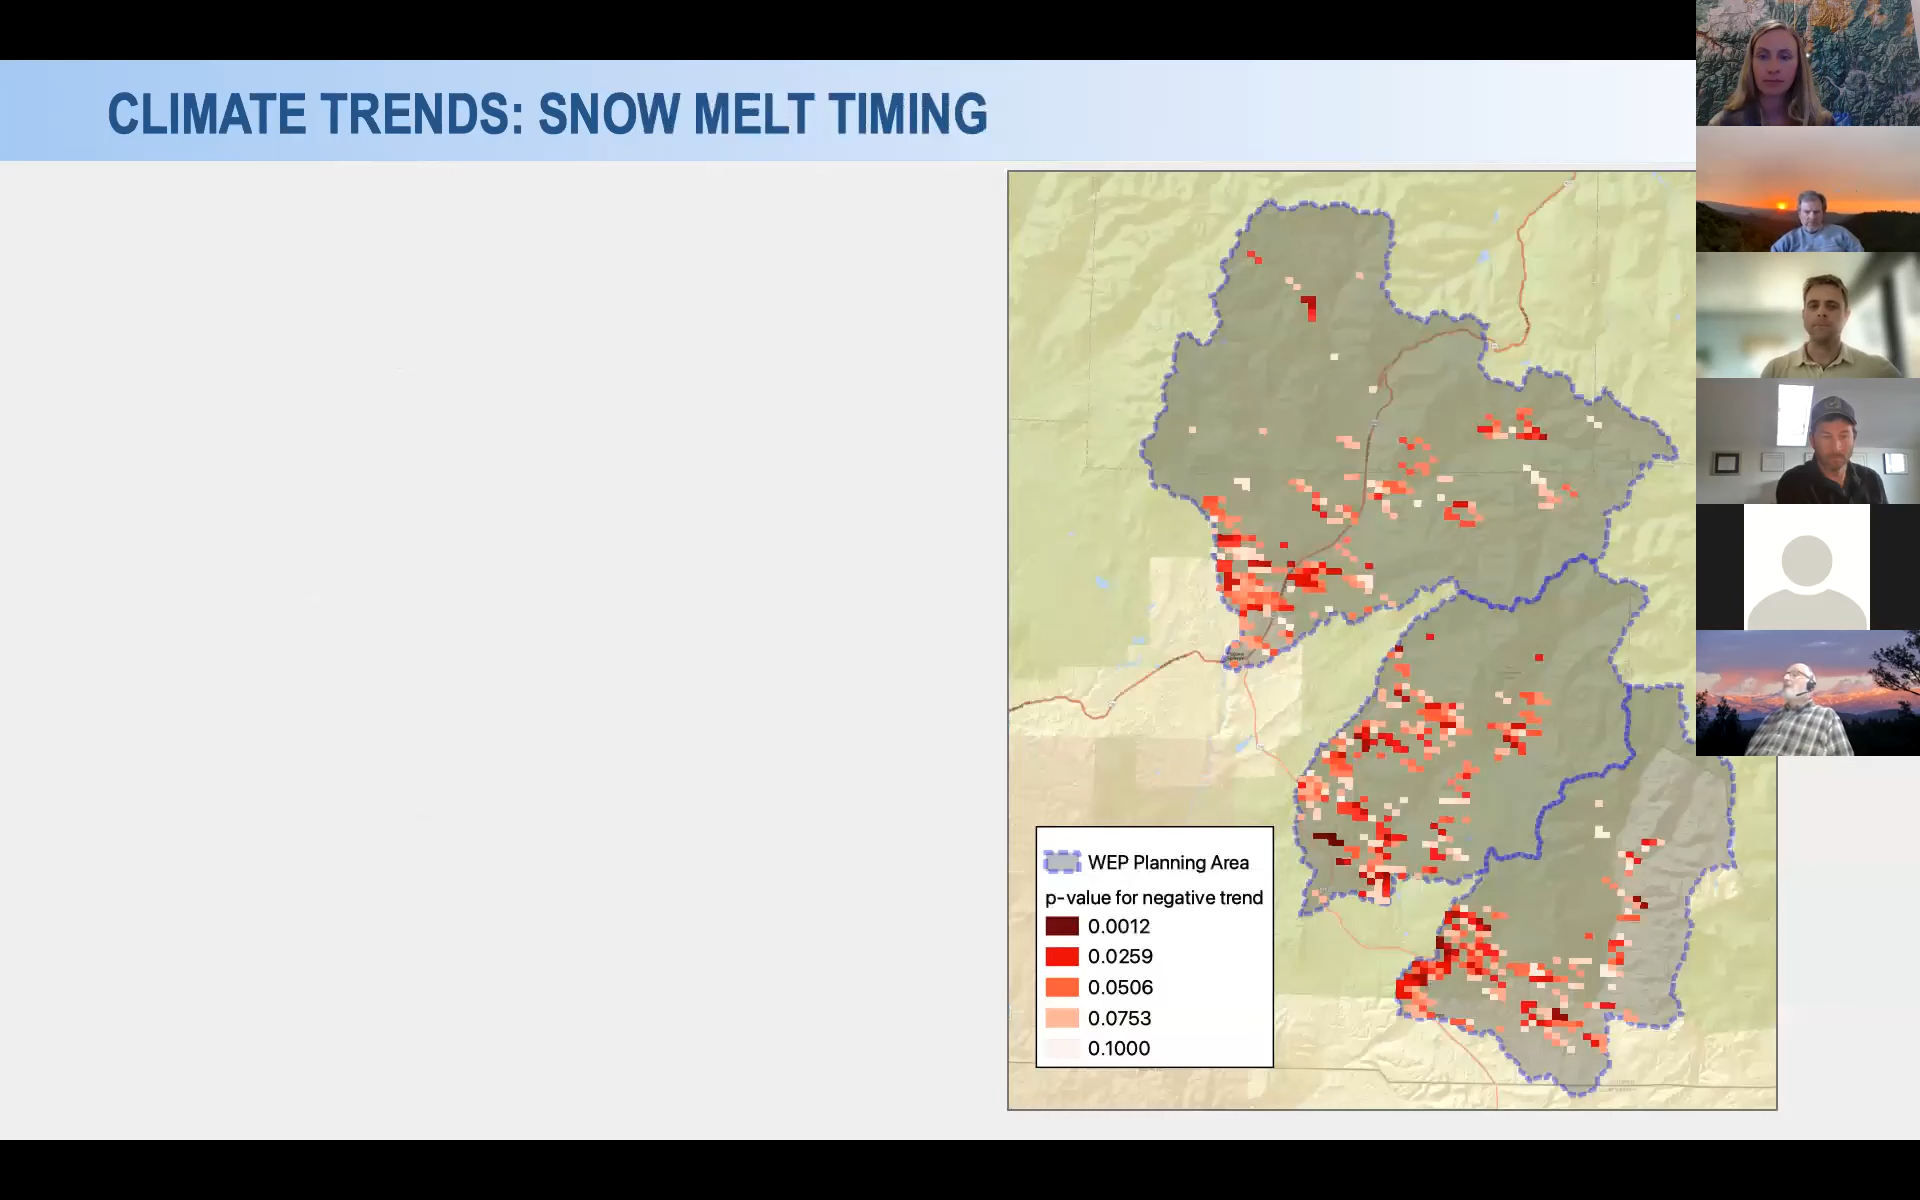 CLIMATE TRENDS: SNOW MELT TIMING
WEP Planning Area
p-value for negative trend
0.0012
0.0259
0.0506
0.0753
0.1000